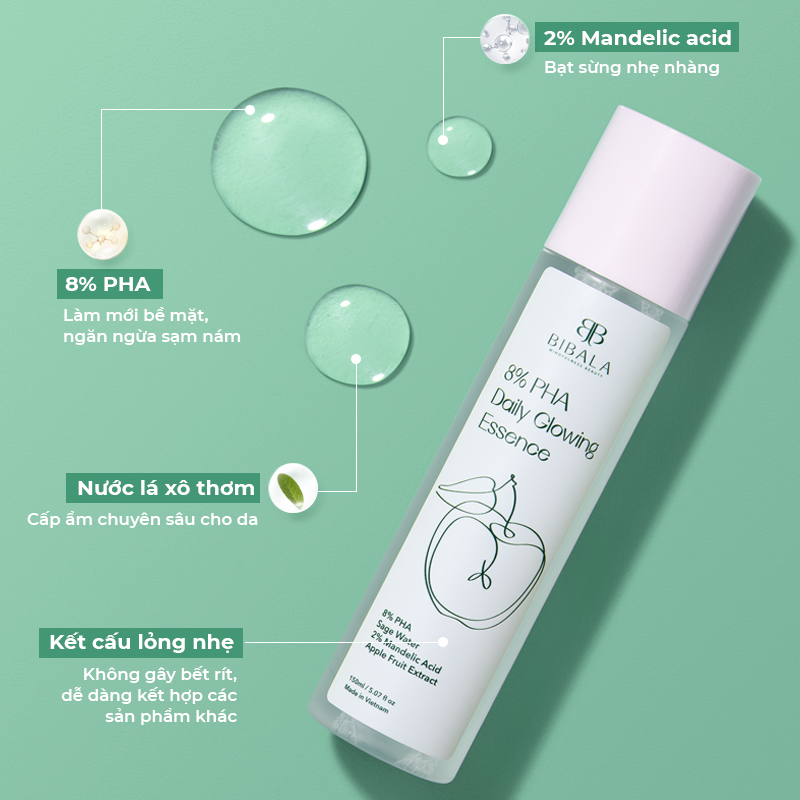 2% Mandelic acid
Bạt sừng nhẹ nhàng
8% PHA
Làm mới bề mặt,
ngăn ngừa sạm nám
Nước lá xô thơm
Cấp ẩm chuyên sâu cho da
Kết cấu lỏng nhẹ
Không gây bết rít,
dễ dàng kết hợp các
sản phẩm khác
BIBALA
MINDFULNESS BEAUTY
8% PHA
Daily Glowing
Essence
8% PHA
Sage Water
2% Mandelic Acid
Apple Fruit Extract
150ml / 5.07 fl oz
Made in Vietnam